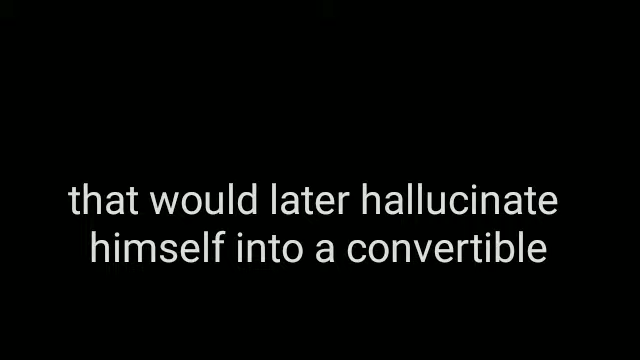 that would later hallucinate
himself into a convertible